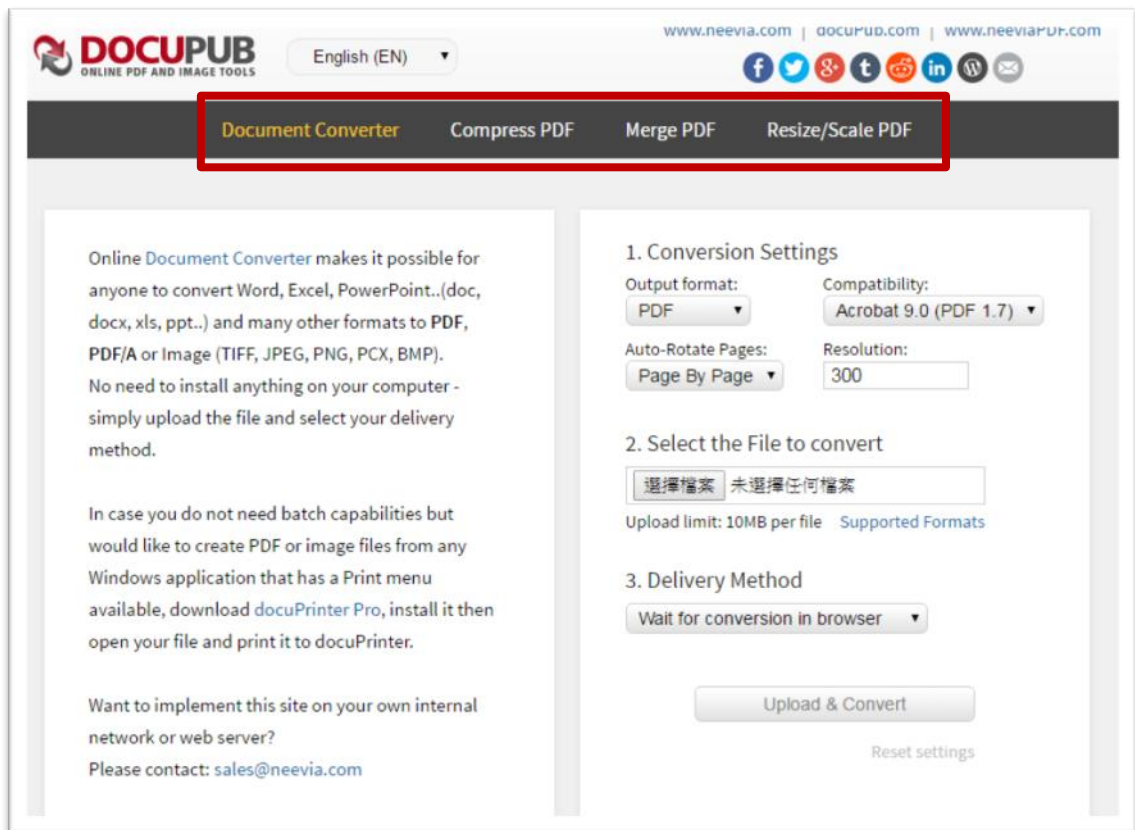 www.neevia.com | docuPub.com | www.neeviaPDF.com
DOCUPUB
ONLINE PDF AND IMAGE TOOLS
English (EN)
Document Converter Compress PDF Merge PDF Resize/Scale PDF
Online Document Converter makes it possible for
anyone to convert Word, Excel, PowerPoint..(doc,
docx, xls, ppt..) and many other formats to PDF,
PDF/A or Image (TIFF, JPEG, PNG, PCX, BMP).
No need to install anything on your computer -
simply upload the file and select your delivery
method.
In case you do not need batch capabilities but
would like to create PDF or image files from any
Windows application that has a Print menu
available, download docuPrinter Pro, install it then
open your file and print it to docuPrinter.
Want to implement this site on your own internal
network or web server?
Please contact: sales@neevia.com
1. Conversion Settings
Output format: Compatibility:
PDF Acrobat 9.0 (PDF 1.7)
Auto-Rotate Pages: Resolution:
Page By Page 300
2. Select the File to convert
選擇檔案 未選擇任何檔案
Upload limit: 10MB per file Supported Formats
3. Delivery Method
Wait for conversion in browser
Upload & Convert
Reset settings